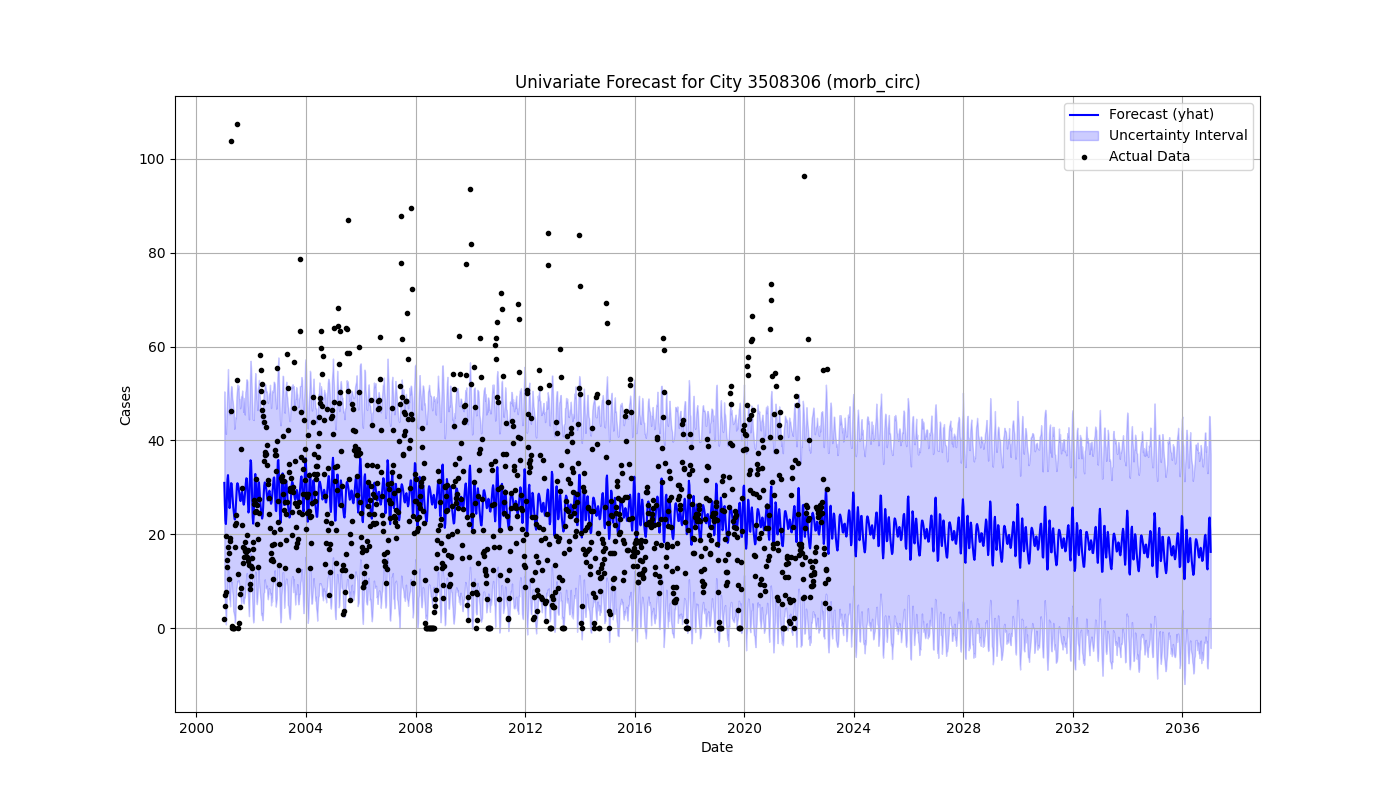 Univariate Forecast for City 3508306 (morb_circ)
Forecast (yhat)
Uncertainty Interval
Actual Data
100
80
60
40
20
0
Cases
2000 2004 2008 2012 2016 2020 2024 2028 2032 2036
Date